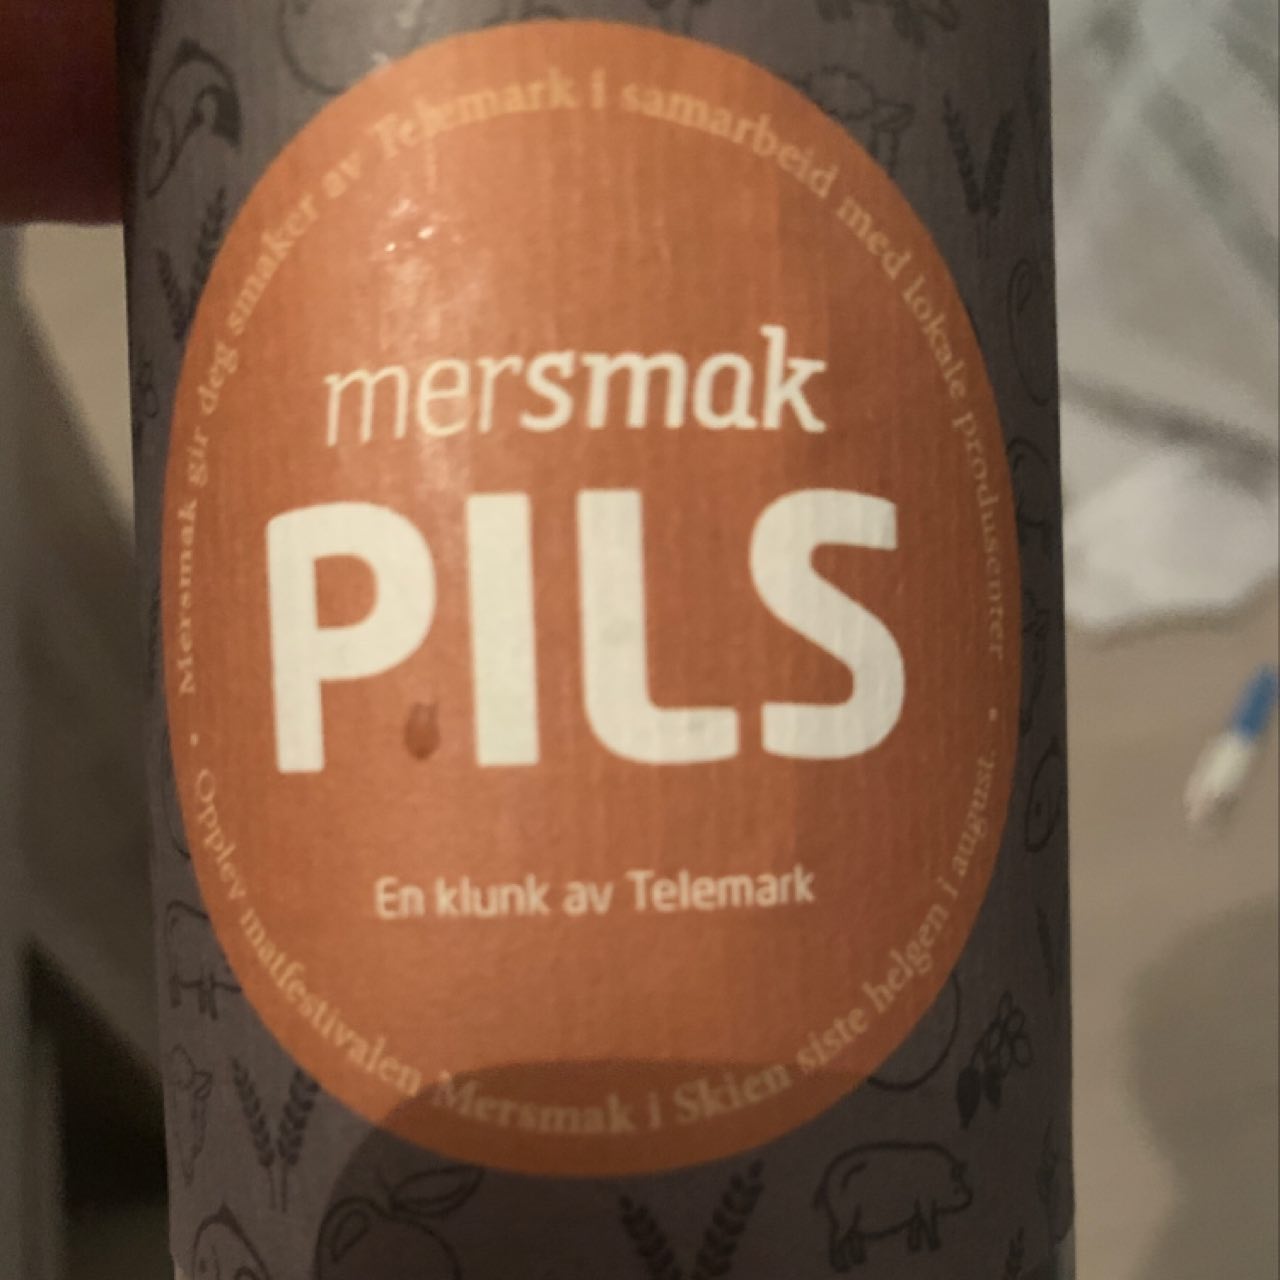 Mersmak gir deg smaker av Telemark i samarbeid med lokale produsenter •
mersmak
PILS
En klunk av Telemark
• Opplev matfestivalen Mersmak i Skien siste helgen i august.